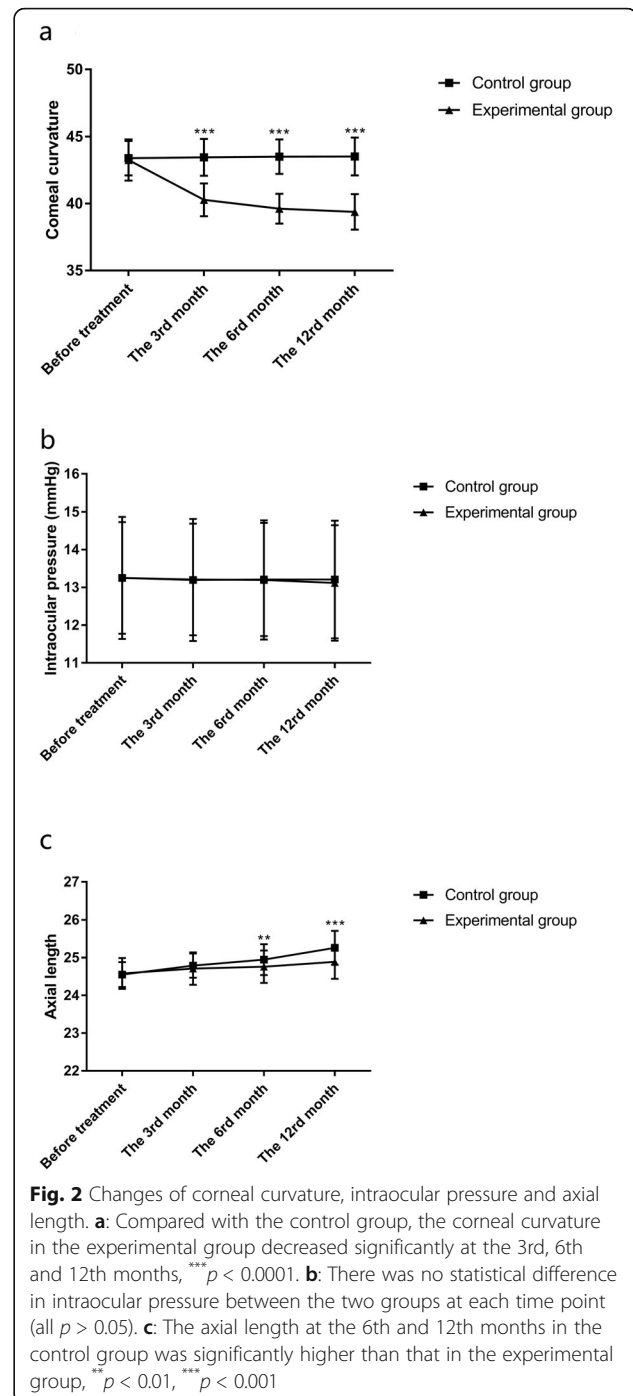 a
50
45
40
35
Corneal curvature
***
***
***
Control group
Experimental group
Before treatment
The 3rd month
The 6rd month
The 12rd month
b
16
15
14
13
12
11
Intraocular pressure (mmHg)
Control group
Experimental group
Before treatment
The 3rd month
The 6rd month
The 12rd month
c
27
26
25
24
23
22
Axial length
**
***
Control group
Experimental group
Before treatment
The 3rd month
The 6rd month
The 12rd month
Fig. 2 Changes of corneal curvature, intraocular pressure and axial
length. a: Compared with the control group, the corneal curvature
in the experimental group decreased significantly at the 3rd, 6th
and 12th months, ***p < 0.0001. b: There was no statistical difference
in intraocular pressure between the two groups at each time point
(all p > 0.05). c: The axial length at the 6th and 12th months in the
control group was significantly higher than that in the experimental
group, **p < 0.01, ***p < 0.001